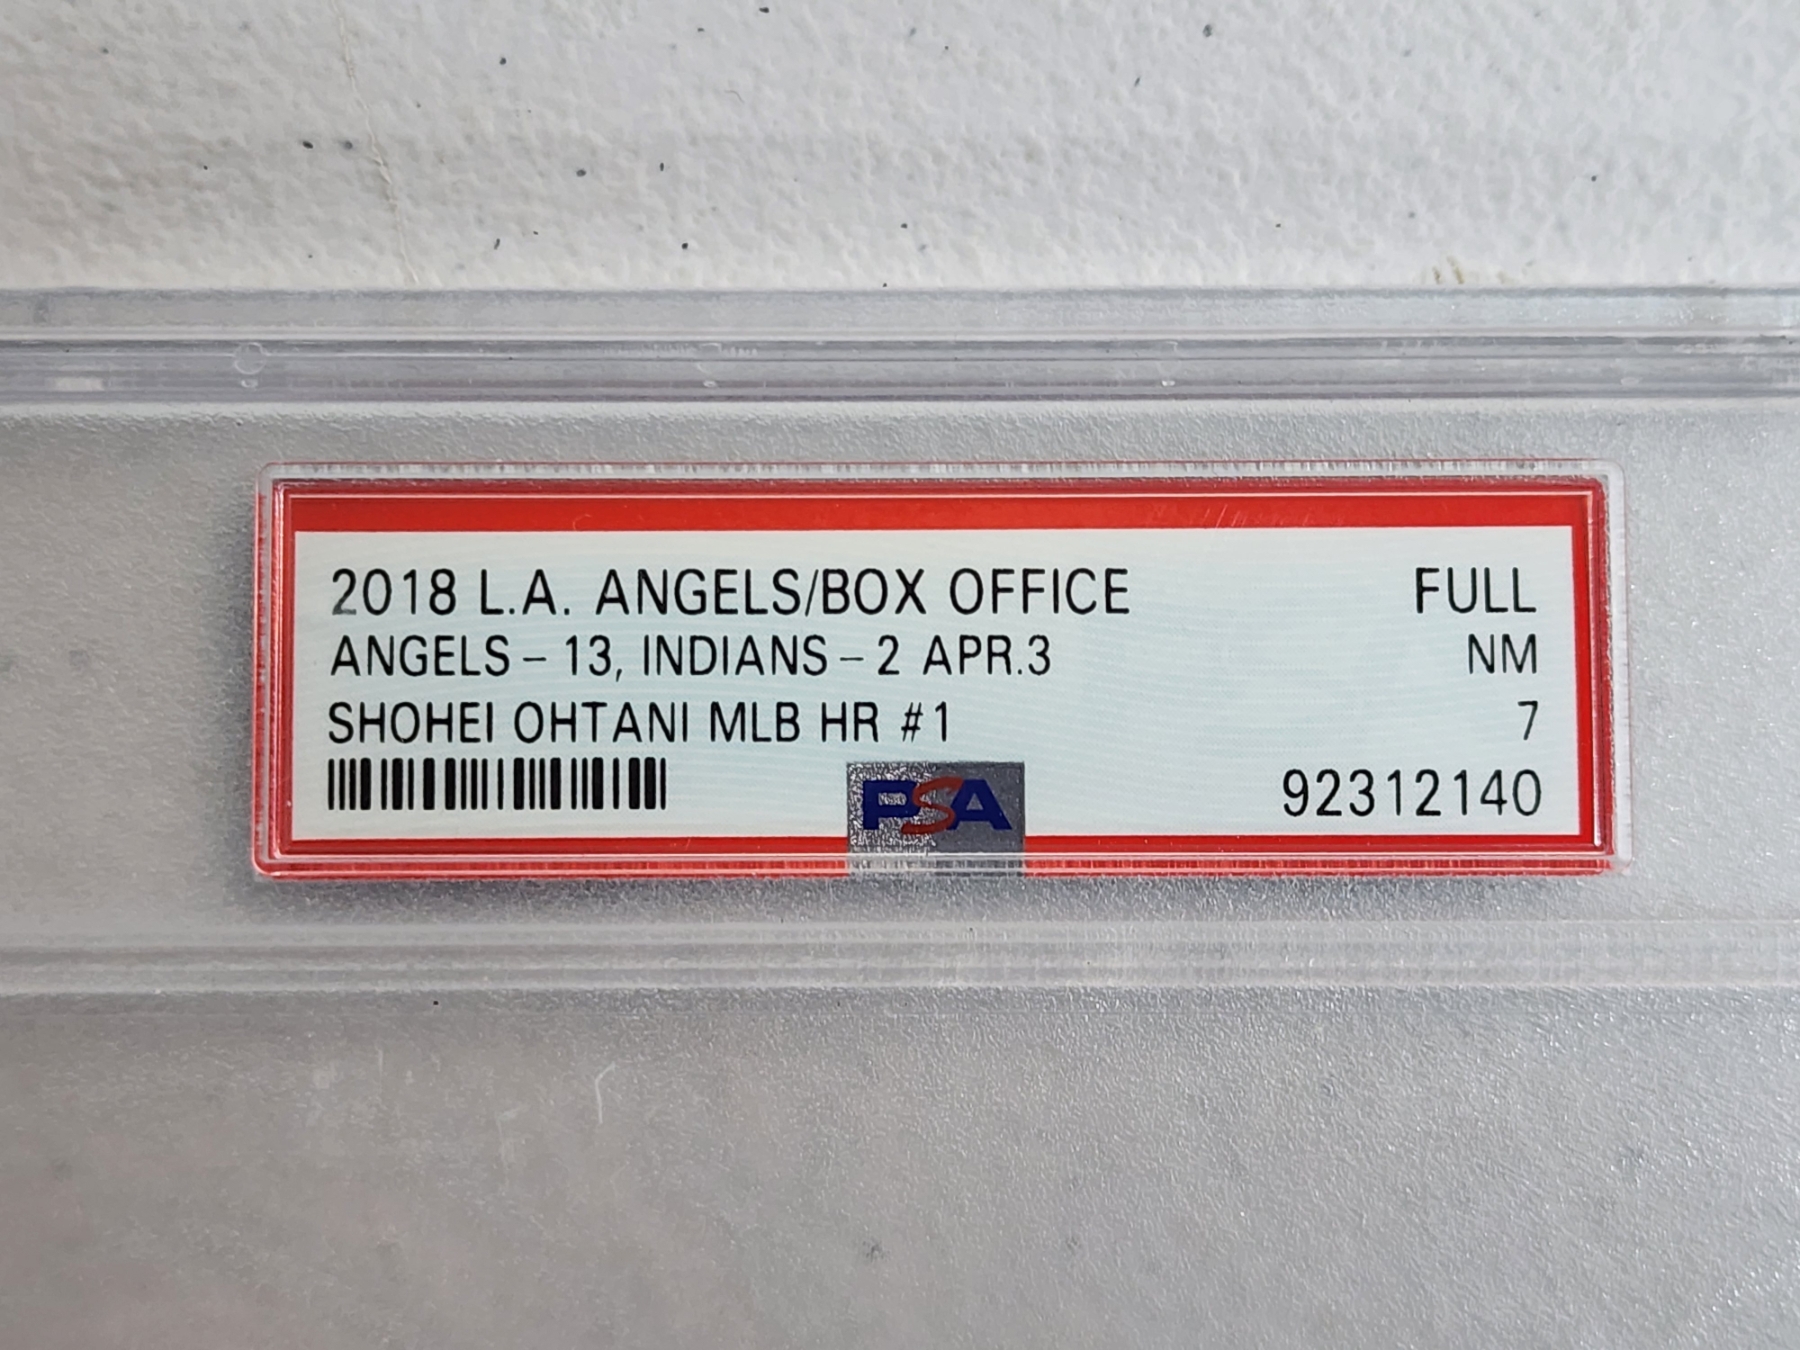 2018 L.A. ANGELS/BOX OFFICE FULL
ANGELS – 13, INDIANS – 2 APR.3 NM
SHOHEI OHTANI MLB HR #1 7
PSA 92312140